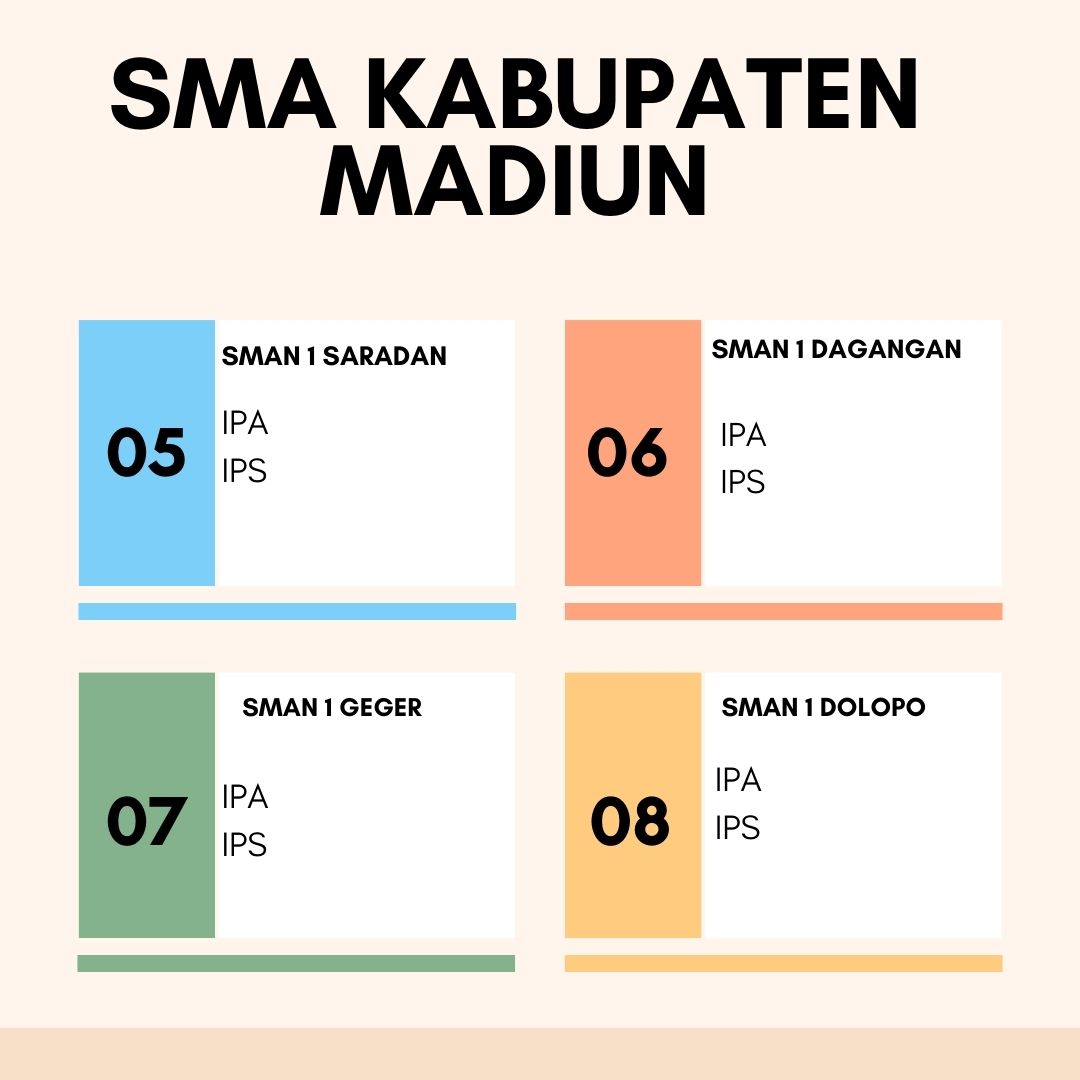 SMA KABUPATEN
MADIUN
05
SMAN 1 SARADAN
IPA
IPS
06
SMAN 1 DAGANGAN
IPA
IPS
07
SMAN 1 GEGER
IPA
IPS
08
SMAN 1 DOLOPO
IPA
IPS